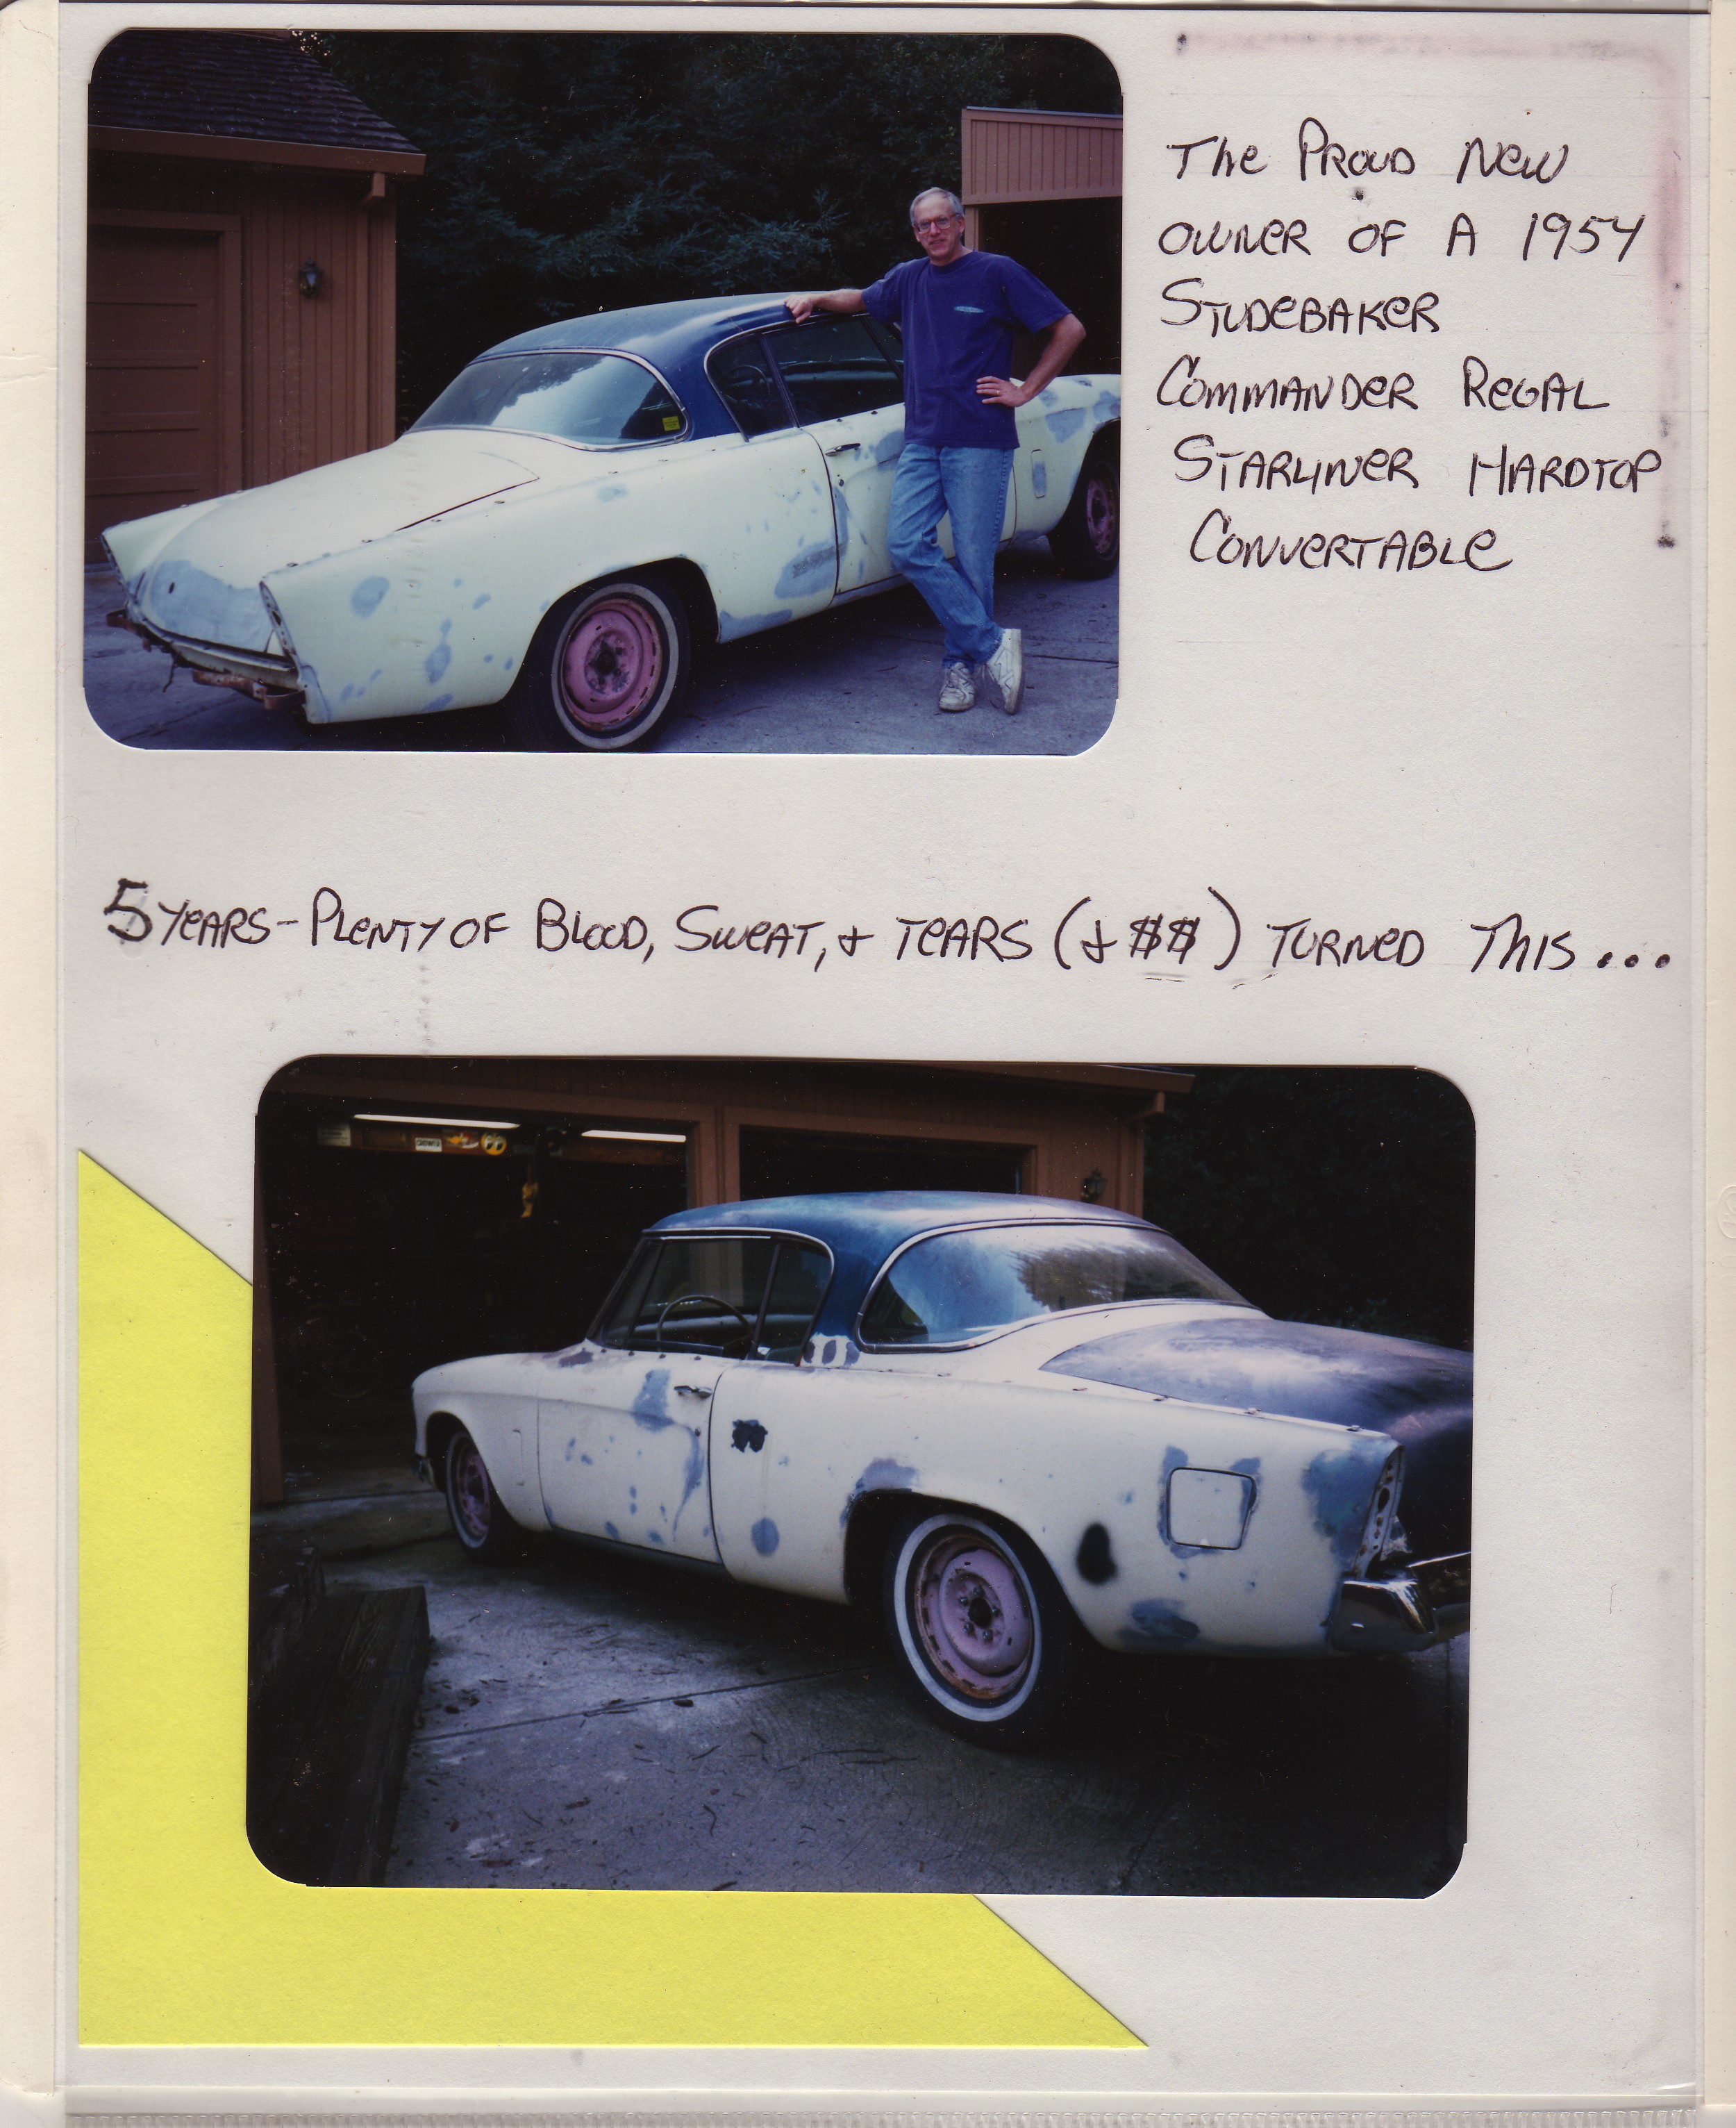 The Proud New
owner of a 1954
Studebaker
Commander Regal
Starliner Hardtop
Convertable
5 years - Plenty of Blood, Sweat, & tears (& $$) turned this...